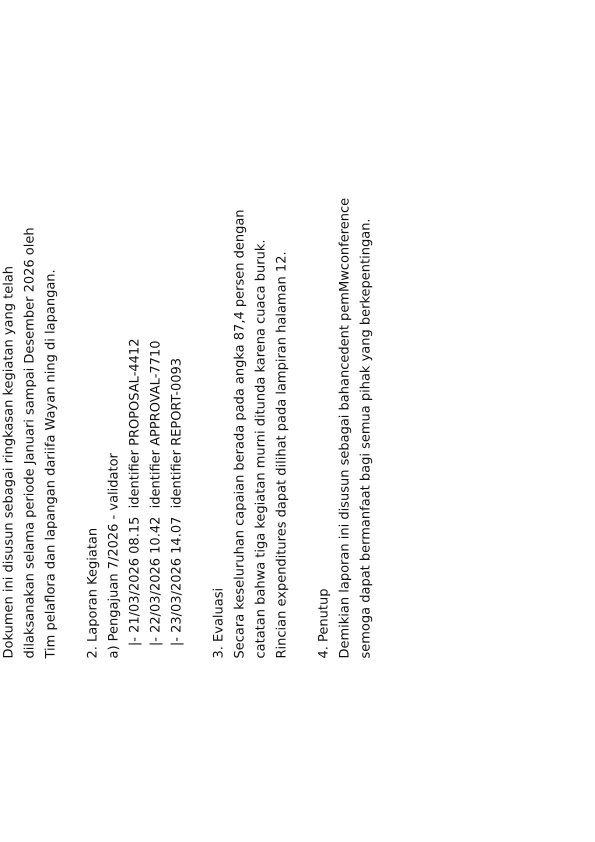 Dokumen ini disusun sebagai ringkasan kegiatan yang telah
dilaksanakan selama periode Januari sampai Desember 2026 oleh
Tim pelaflora dan lapangan dariifa Wayan ning di lapangan.
2. Laporan Kegiatan
a) Pengajuan 7/2026 - validator
|- 21/03/2026 08.15 identifier PROPOSAL-4412
|- 22/03/2026 10.42 identifier APPROVAL-7710
|- 23/03/2026 14.07 identifier REPORT-0093
3. Evaluasi
Secara keseluruhan capaian berada pada angka 87,4 persen dengan
catatan bahwa tiga kegiatan murni ditunda karena cuaca buruk.
Rincian expenditures dapat dilihat pada lampiran halaman 12.
4. Penutup
Demikian laporan ini disusun sebagai bahancedent pemMwconference
semoga dapat bermanfaat bagi semua pihak yang berkepentingan.